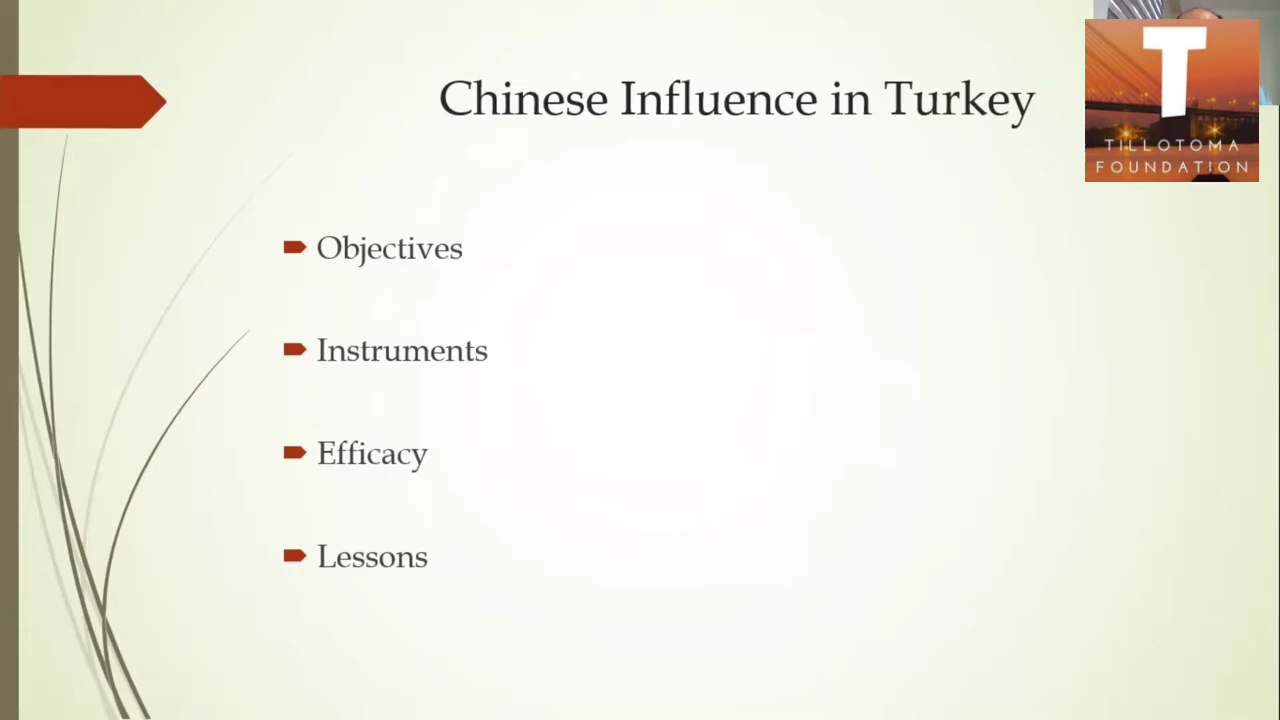 Chinese Influence in Turkey
T
TILLOTOMA
FOUNDATION
Objectives
Instruments
Efficacy
Lessons